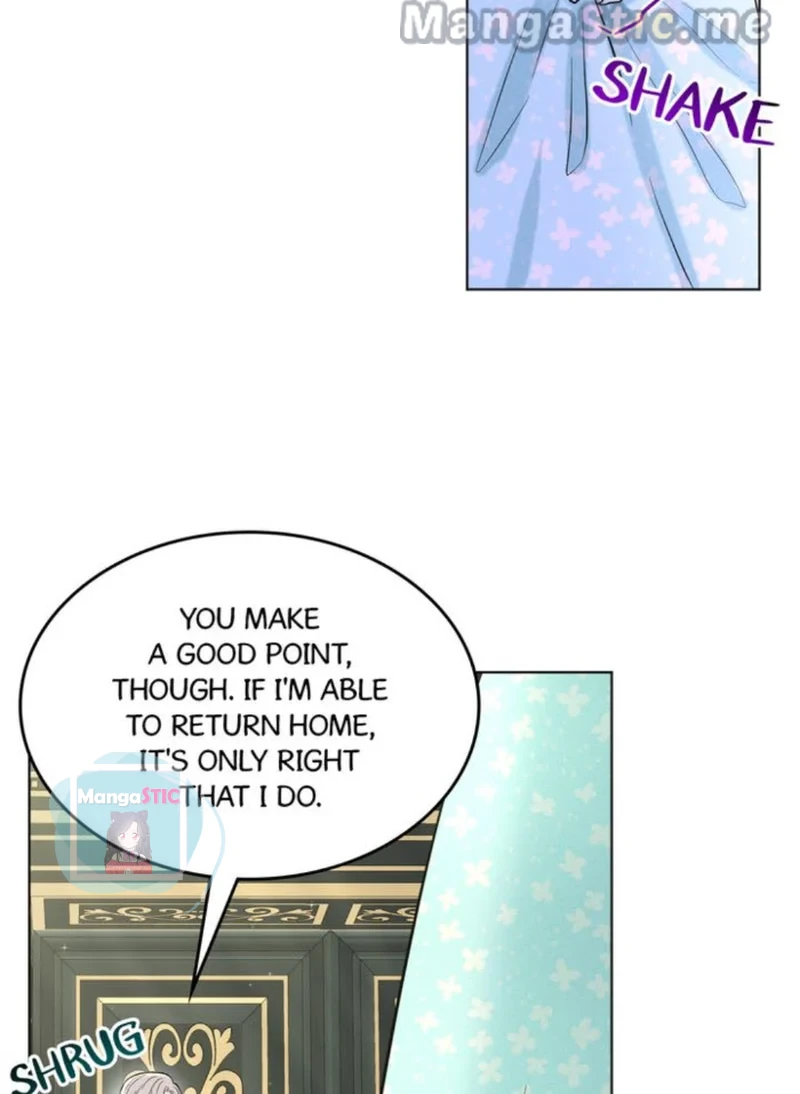 MangaStic.me
SHAKE
YOU MAKE
A GOOD POINT,
THOUGH. IF I'M ABLE
TO RETURN HOME,
IT'S ONLY RIGHT
THAT I DO.
MangaSTIC
SHRUG